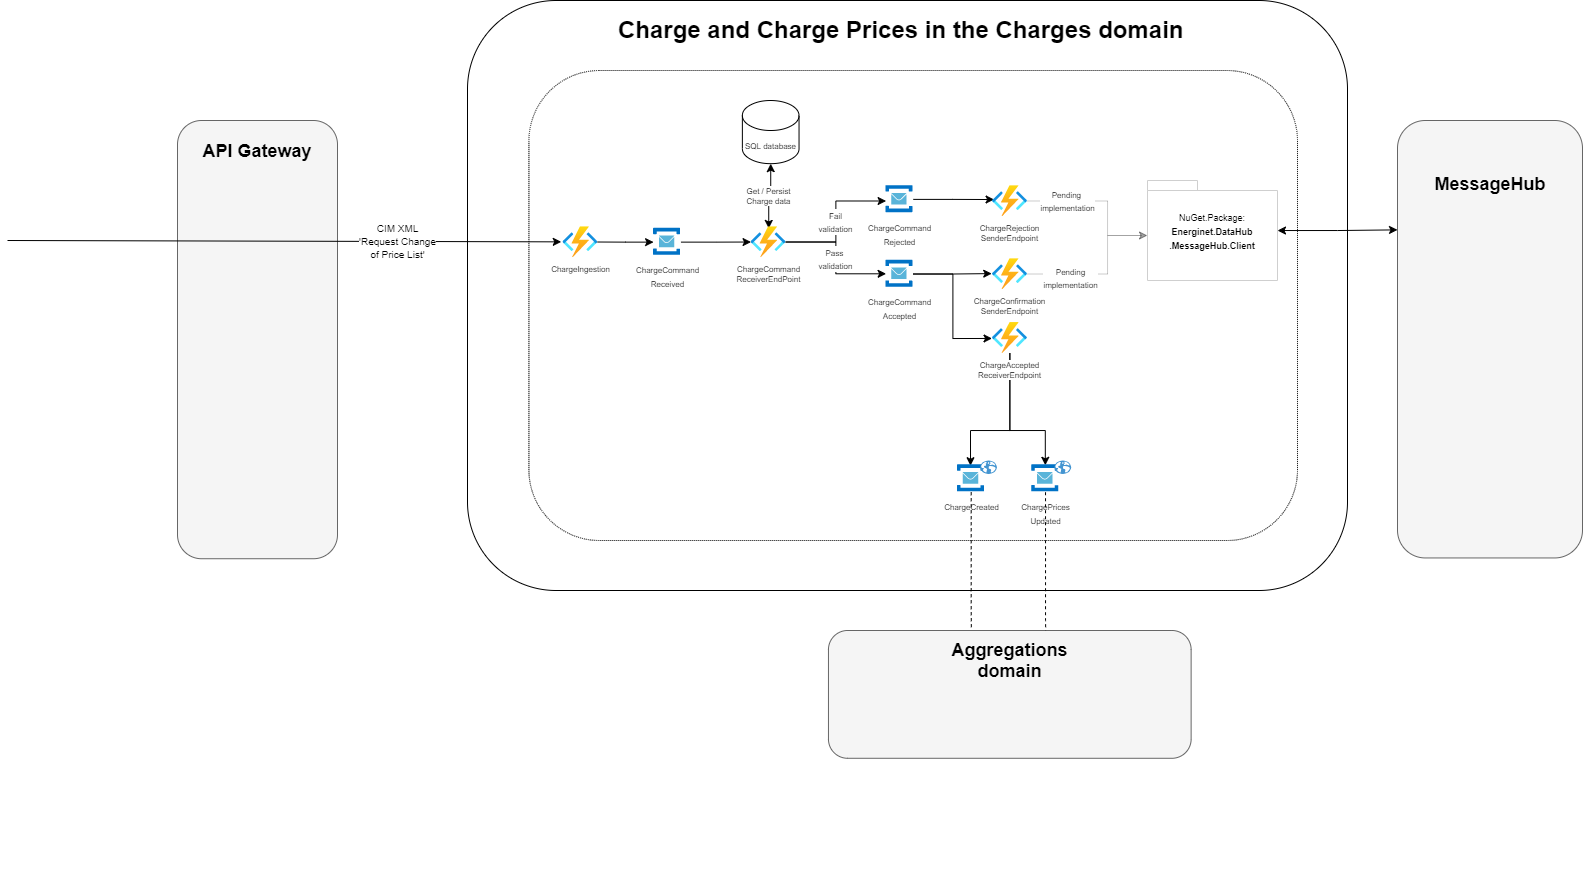 Charge and Charge Prices in the Charges domain
API Gateway
MessageHub
CIM XML
'Request Change
of Price List'
SQL database
Get / Persist
Charge data
ChargeIngestion
ChargeCommand
Received
ChargeCommand
ReceiverEndPoint
Fail
validation
Pass
validation
ChargeCommand
Rejected
ChargeCommand
Accepted
ChargeRejection
SenderEndpoint
Pending
implementation
ChargeConfirmation
SenderEndpoint
Pending
implementation
ChargeAccepted
ReceiverEndpoint
NuGet.Package:
Energinet.DataHub
.MessageHub.Client
ChargeCreated
ChargePrices
Updated
Aggregations
domain